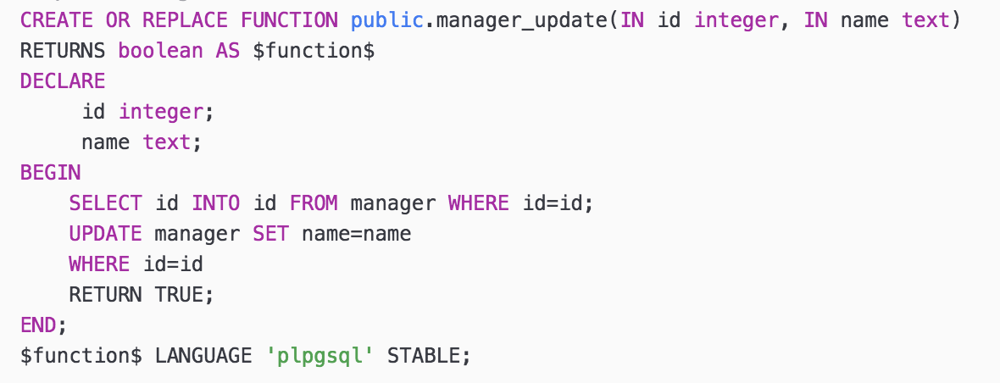 CREATE OR REPLACE FUNCTION public.manager_update(IN id integer, IN name text)
RETURNS boolean AS $function$
DECLARE
     id integer;
     name text;
BEGIN
    SELECT id INTO id FROM manager WHERE id=id;
    UPDATE manager SET name=name
    WHERE id=id
    RETURN TRUE;
END;
$function$ LANGUAGE 'plpgsql' STABLE;